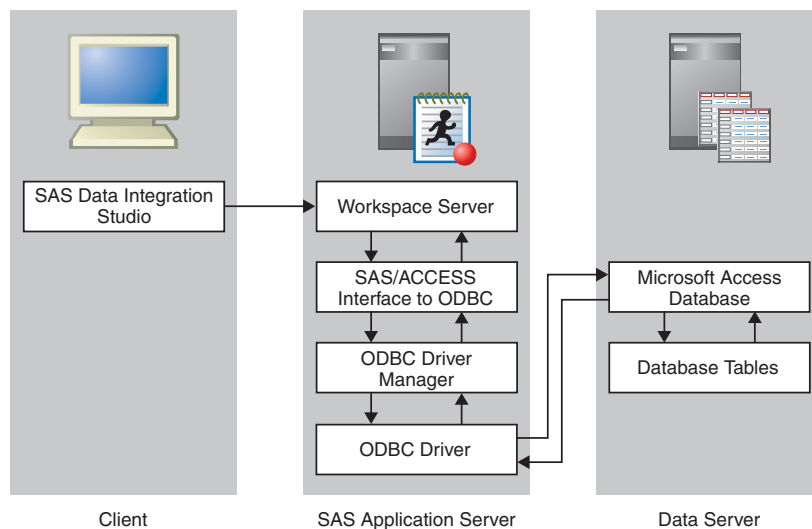 SAS Data Integration
Studio
Workspace Server
SAS/ACCESS
Interface to ODBC
ODBC Driver
Manager
ODBC Driver
Microsoft Access
Database
Database Tables
Client
SAS Application Server
Data Server